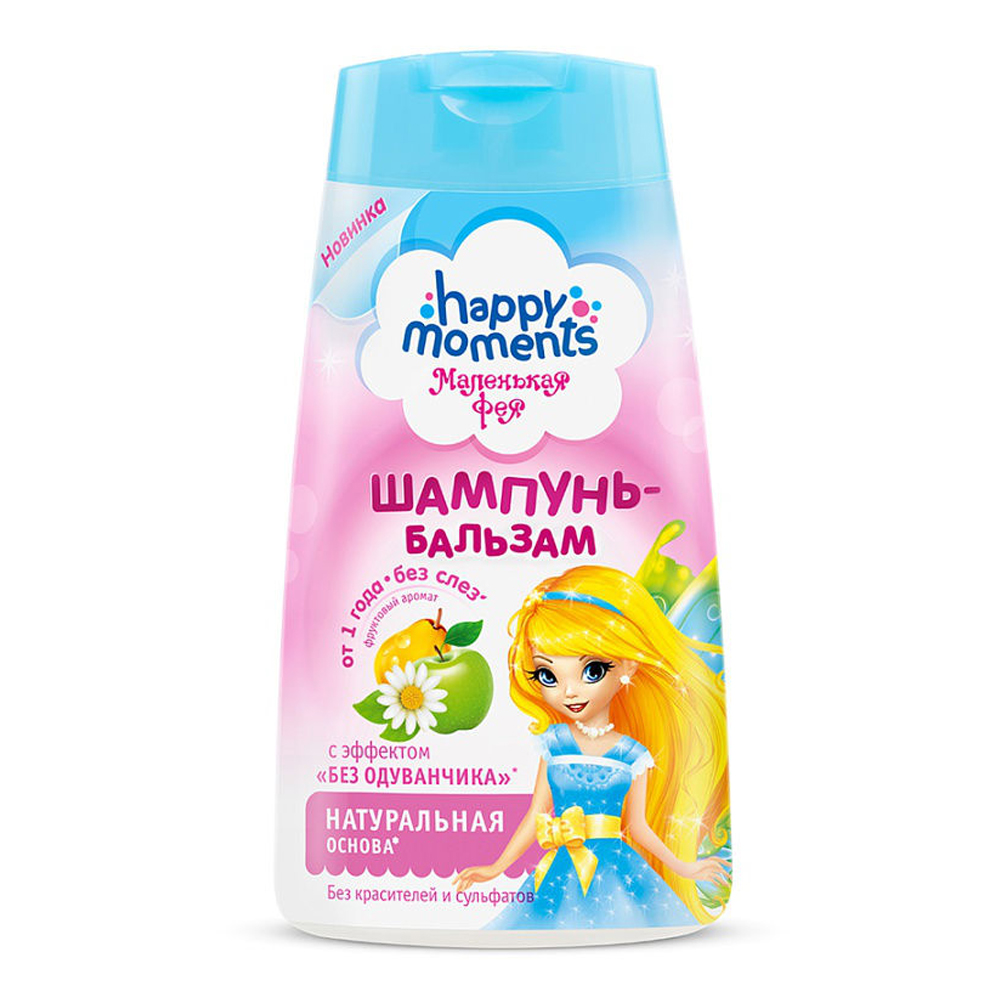 Новинка
happy
moments
Маленькая
фея
ШАМПУНЬ-
БАЛЬЗАМ
от 1 года • без слез*
фруктовый аромат
с эффектом
«БЕЗ ОДУВАНЧИКА»*
НАТУРАЛЬНАЯ
ОСНОВА*
Без красителей и сульфатов